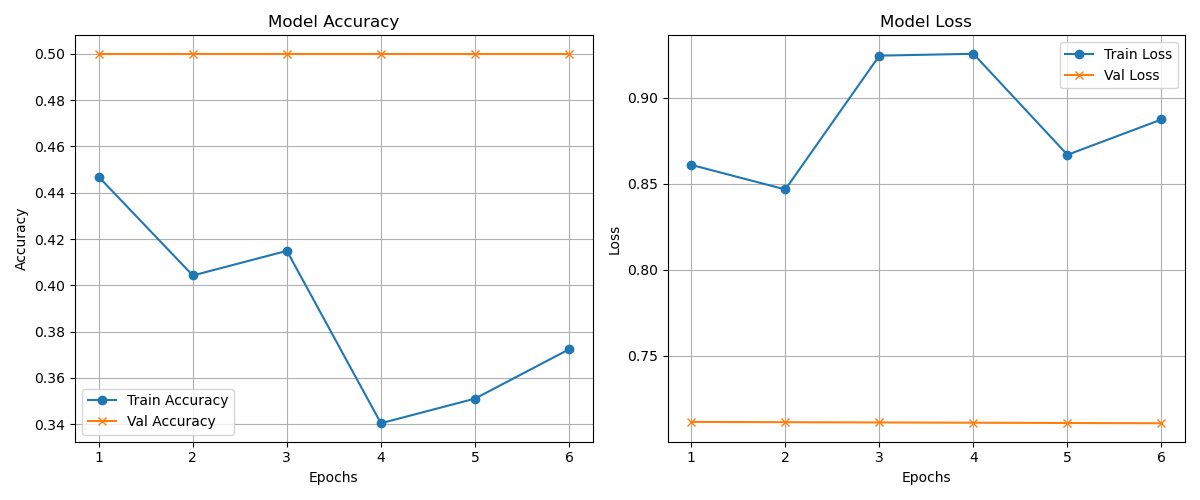 Model Accuracy
0.50
0.48
0.46
0.44
0.42
0.40
0.38
0.36
0.34
Accuracy
Train Accuracy
Val Accuracy
1 2 3 4 5 6
Epochs
Model Loss
Train Loss
Val Loss
0.90
0.85
0.80
0.75
Loss
1 2 3 4 5 6
Epochs